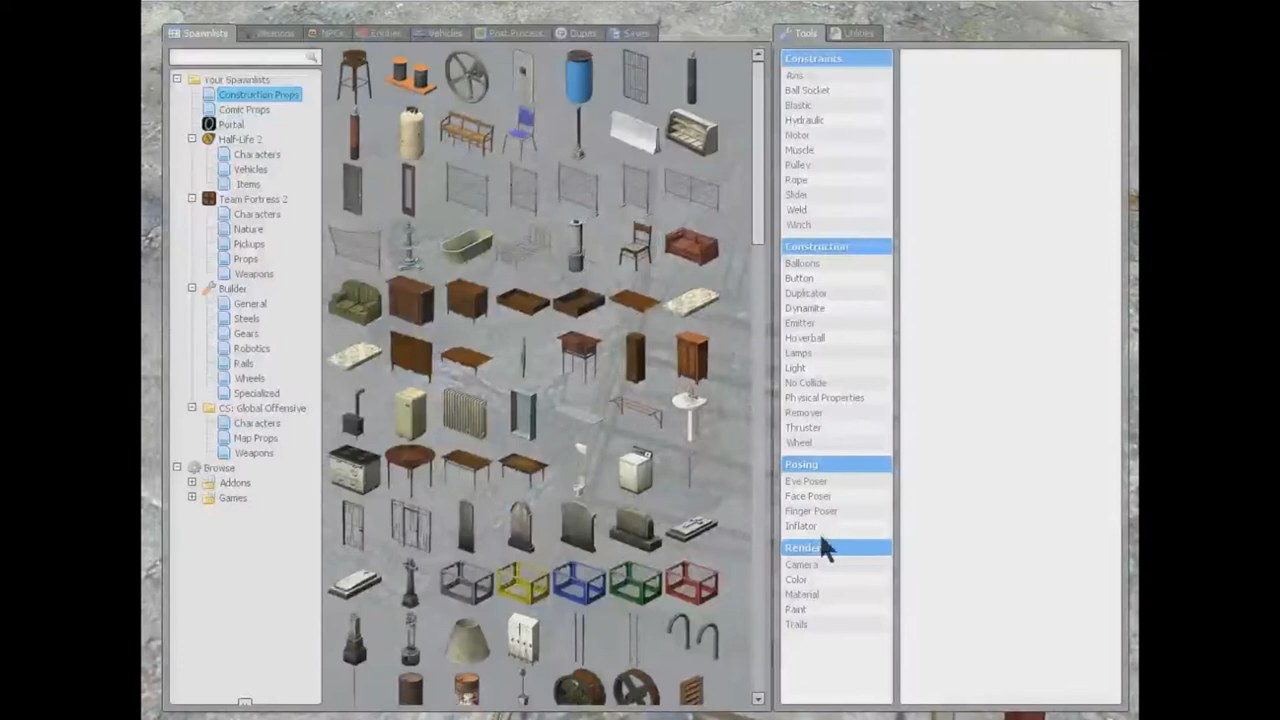 Spawnlists
Weapons
NPCs
Entities
Vehicles
Post Process
Dupes
Saves
Your Spawnlists
Construction Props
Comic Props
Portal
Half-Life 2
Characters
Vehicles
Items
Team Fortress 2
Characters
Nature
Pickups
Props
Weapons
Builder
General
Steels
Gears
Robotics
Rails
Wheels
Specialized
CS: Global Offensive
Characters
Map Props
Weapons
Browse
Addons
Games
Tools
Utilities
Constraints
Axis
Ball Socket
Elastic
Hydraulic
Motor
Muscle
Pulley
Rope
Slider
Weld
Winch
Construction
Balloons
Button
Duplicator
Dynamite
Emitter
Hoverball
Lamps
Light
No Collide
Physical Properties
Remover
Thruster
Wheel
Posing
Eye Poser
Face Poser
Finger Poser
Inflator
Render
Camera
Color
Material
Paint
Trails